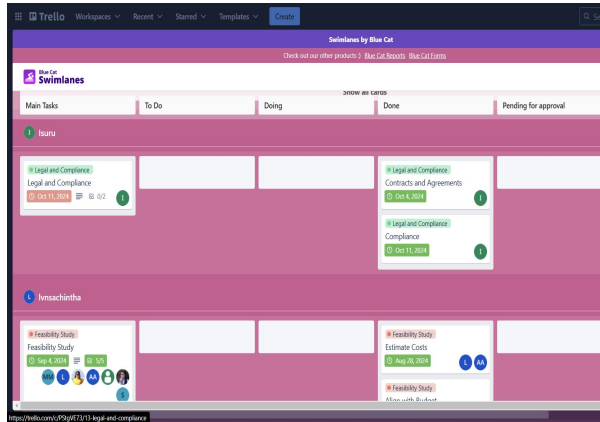 Trello Workspaces Recent Starred Templates Create
Swimlanes by Blue Cat
Check out our other products :) Blue Cat Reports Blue Cat Forms
Blue Cat
Swimlanes
Show all cards
Main Tasks To Do Doing Done Pending for approval
I Isuru
Legal and Compliance Legal and Compliance
Legal and Compliance Contracts and Agreements
Oct 11, 2024 0/2 I Oct 4, 2024 I
Legal and Compliance
Compliance
Oct 11, 2024 I
L lvnsachintha
Feasibility Study Feasibility Study
Feasibility Study Estimate Costs
Sep 4, 2024 5/5 Aug 28, 2024 L AA
MM L AA
S Feasibility Study
Align with Budget
https://trello.com/c/PStgVE73/13-legal-and-compliance